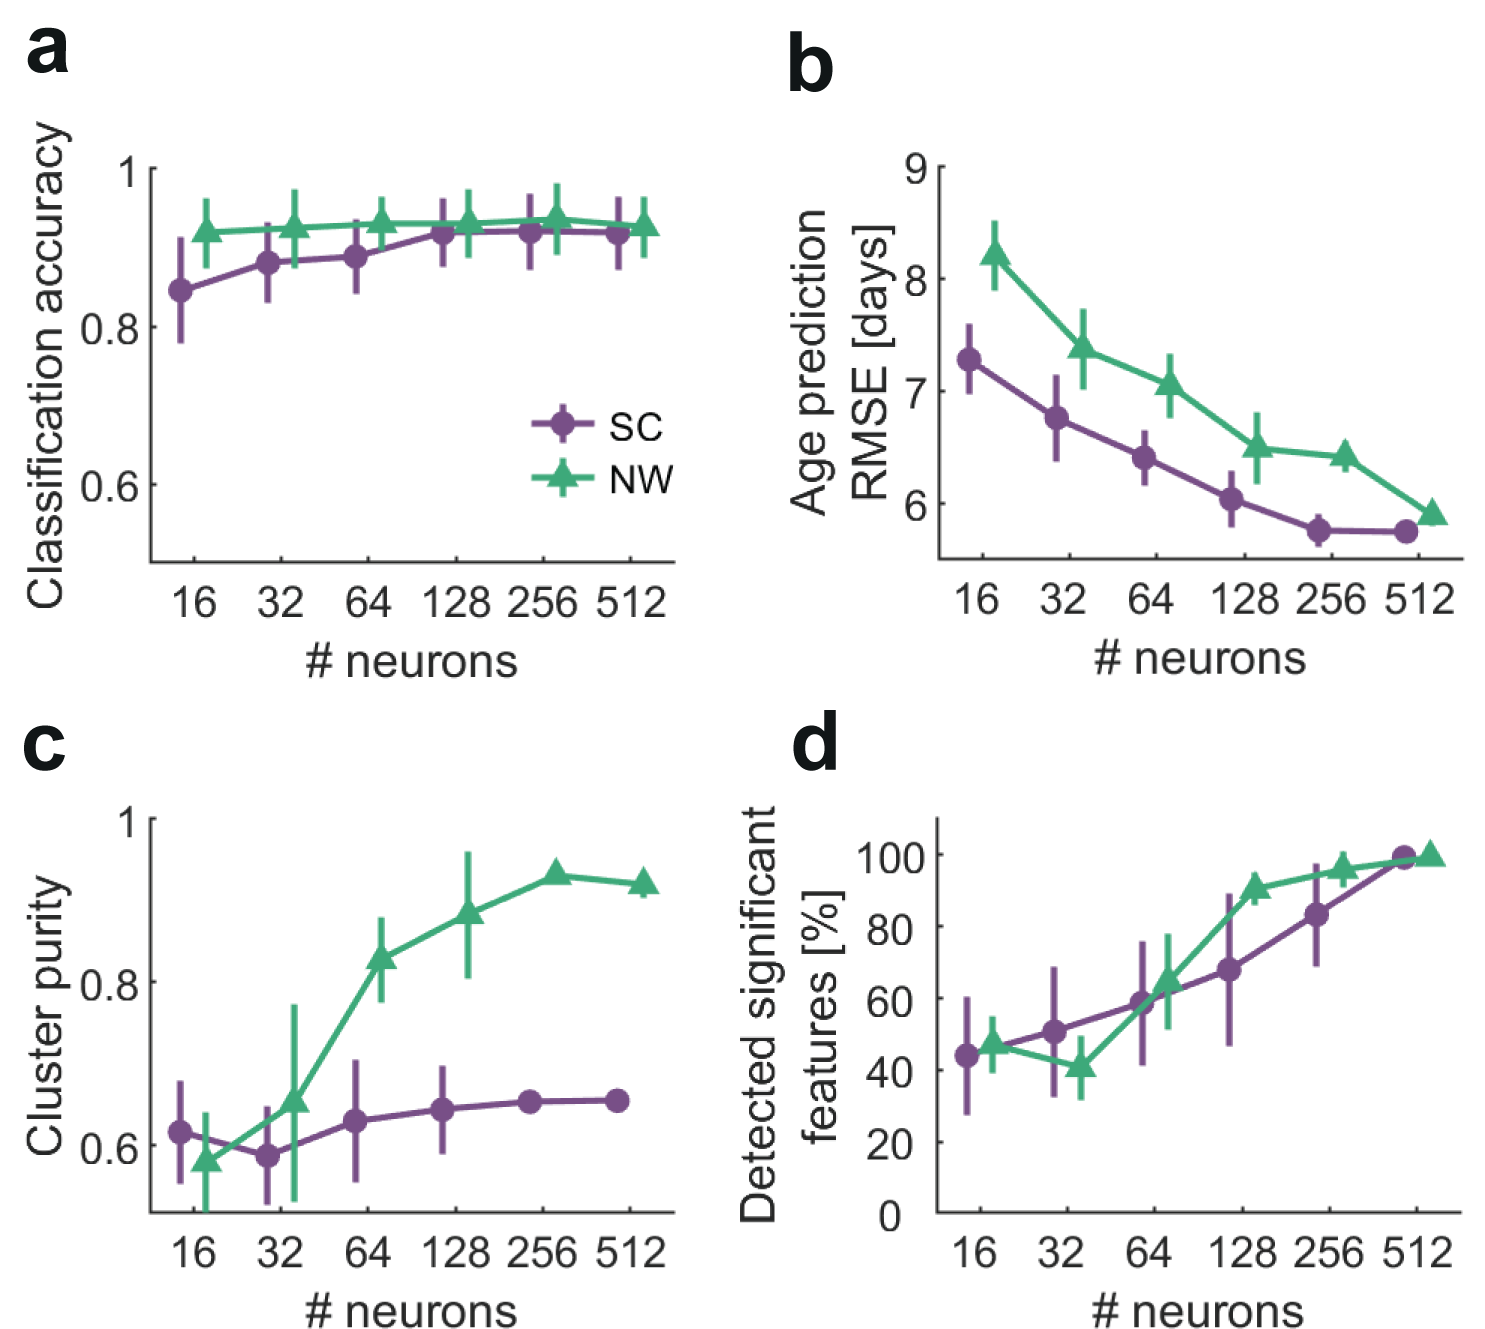 a
Classification accuracy
1
0.8
0.6
SC
NW
16 32 64 128 256 512
# neurons
b
Age prediction
RMSE [days]
9
8
7
6
16 32 64 128 256 512
# neurons
c
Cluster purity
1
0.8
0.6
16 32 64 128 256 512
# neurons
d
Detected significant
features [%]
100
80
60
40
20
0
16 32 64 128 256 512
# neurons